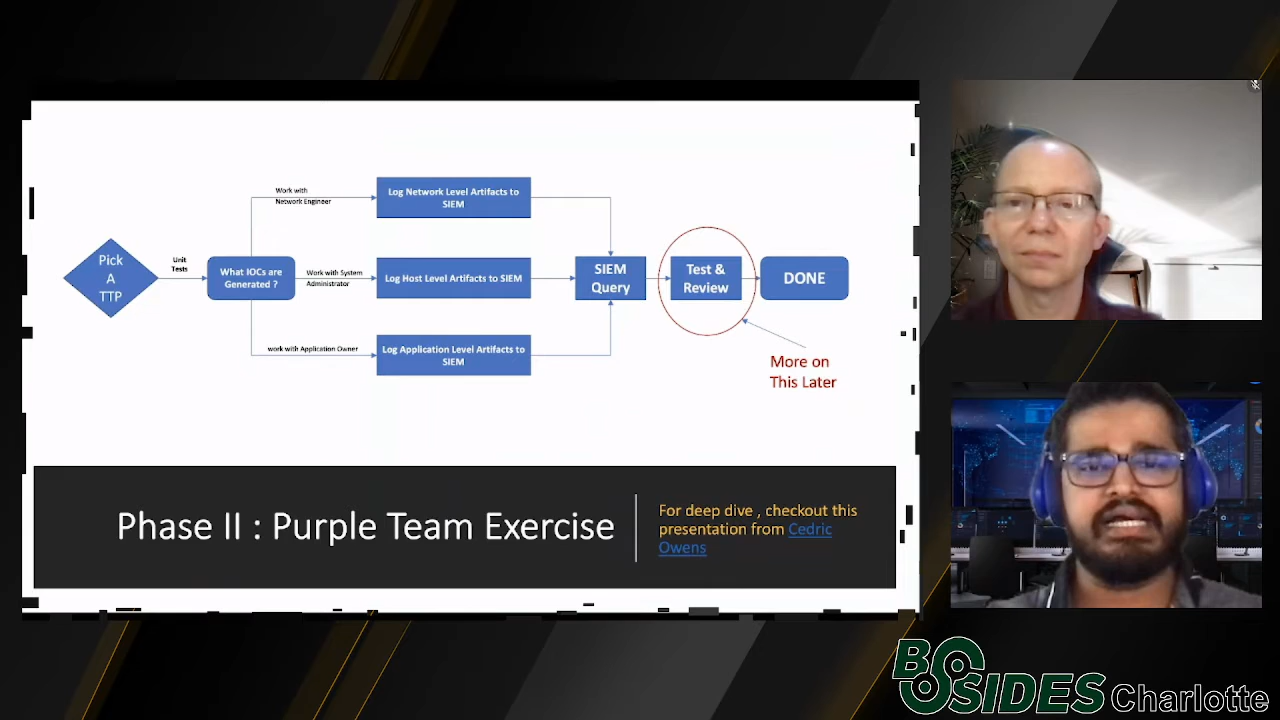 Work with
Network Engineer
Log Network Level Artifacts to
SIEM
Pick
A
TTP
Unit
Tests
What IOCs are
Generated ?
Work with System
Administrator
Log Host Level Artifacts to SIEM
SIEM
Query
Test &
Review
DONE
work with Application Owner
Log Application Level Artifacts to
SIEM
More on
This Later
Phase II : Purple Team Exercise
For deep dive , checkout this
presentation from Cedric
Owens
BSIDES Charlotte